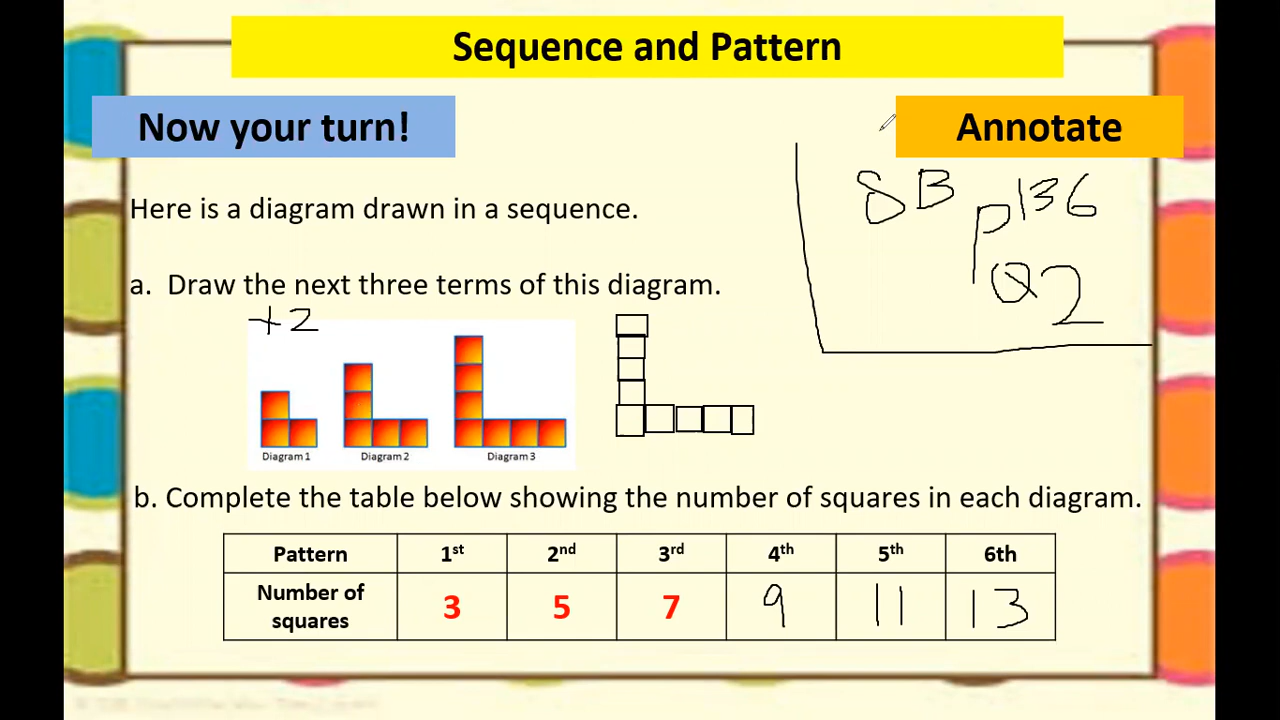 Sequence and Pattern
Now your turn!
Annotate
SB p136
Q2
Here is a diagram drawn in a sequence.
a. Draw the next three terms of this diagram.
+2
Diagram 1 Diagram 2 Diagram 3
b. Complete the table below showing the number of squares in each diagram.
Pattern 1st 2nd 3rd 4th 5th 6th
Number of squares 3 5 7 9 11 13